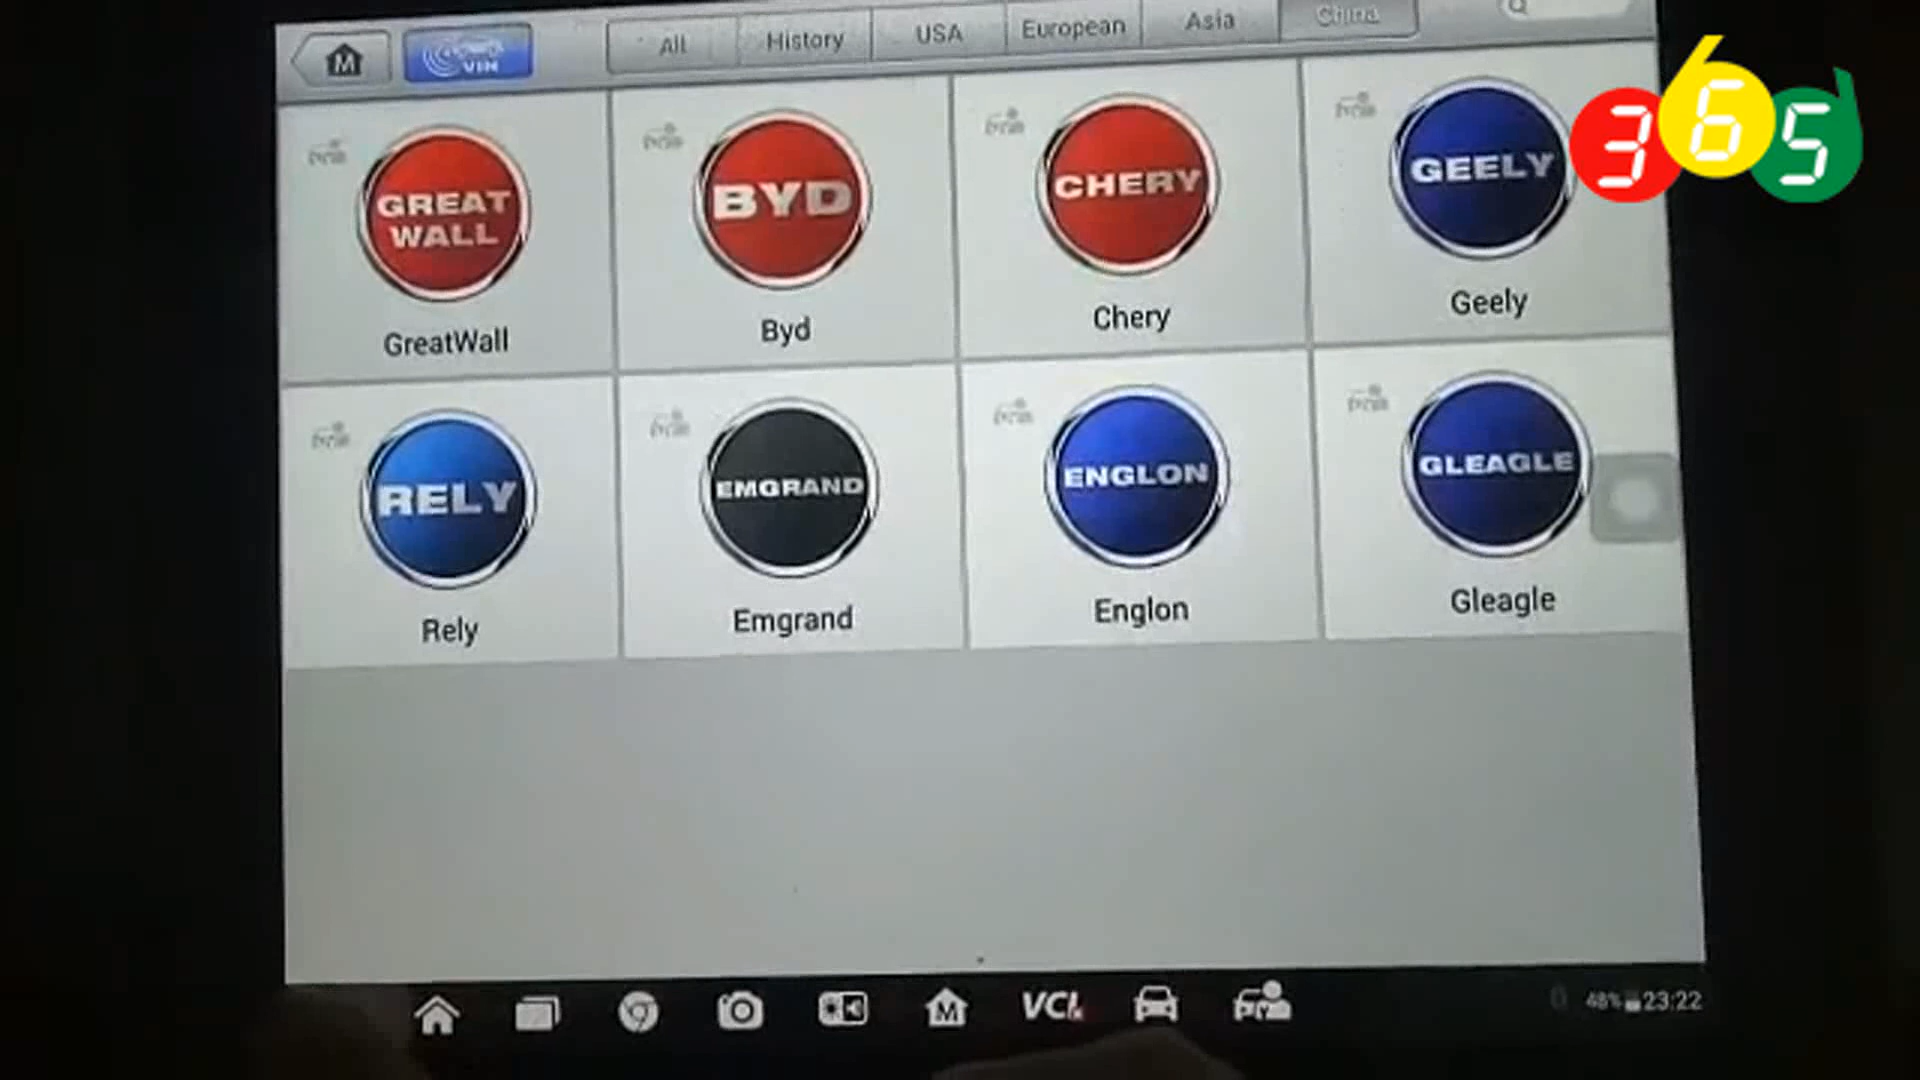 M
VIN
All
History
USA
European
Asia
China
365
GREAT
WALL
BYD
CHERY
GEELY
GreatWall
Byd
Chery
Geely
RELY
EMGRAND
ENGLON
GLEAGLE
Rely
Emgrand
Englon
Gleagle
M
VCI
48%
23:22